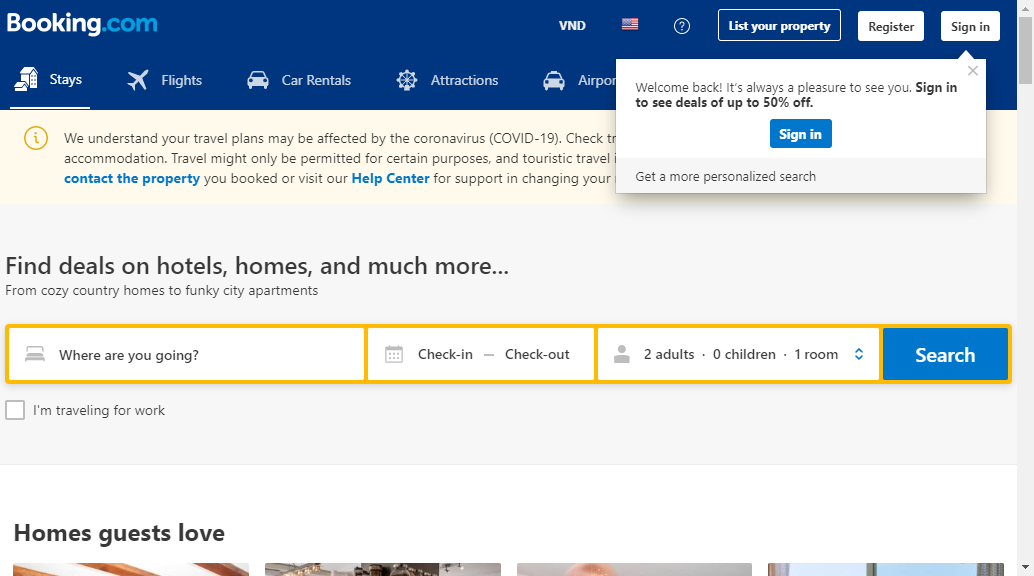 Booking.com
VND
List your property
Register
Sign in
Stays
Flights
Car Rentals
Attractions
Welcome back! It's always a pleasure to see you. Sign in
to see deals of up to 50% off.
Sign in
Get a more personalized search
We understand your travel plans may be affected by the coronavirus (COVID-19). Check
accommodation. Travel might only be permitted for certain purposes, and touristic travel
contact the property you booked or visit our Help Center for support in changing your
Find deals on hotels, homes, and much more...
From cozy country homes to funky city apartments
Where are you going?
Check-in — Check-out
2 adults · 0 children · 1 room
Search
I'm traveling for work
Homes guests love